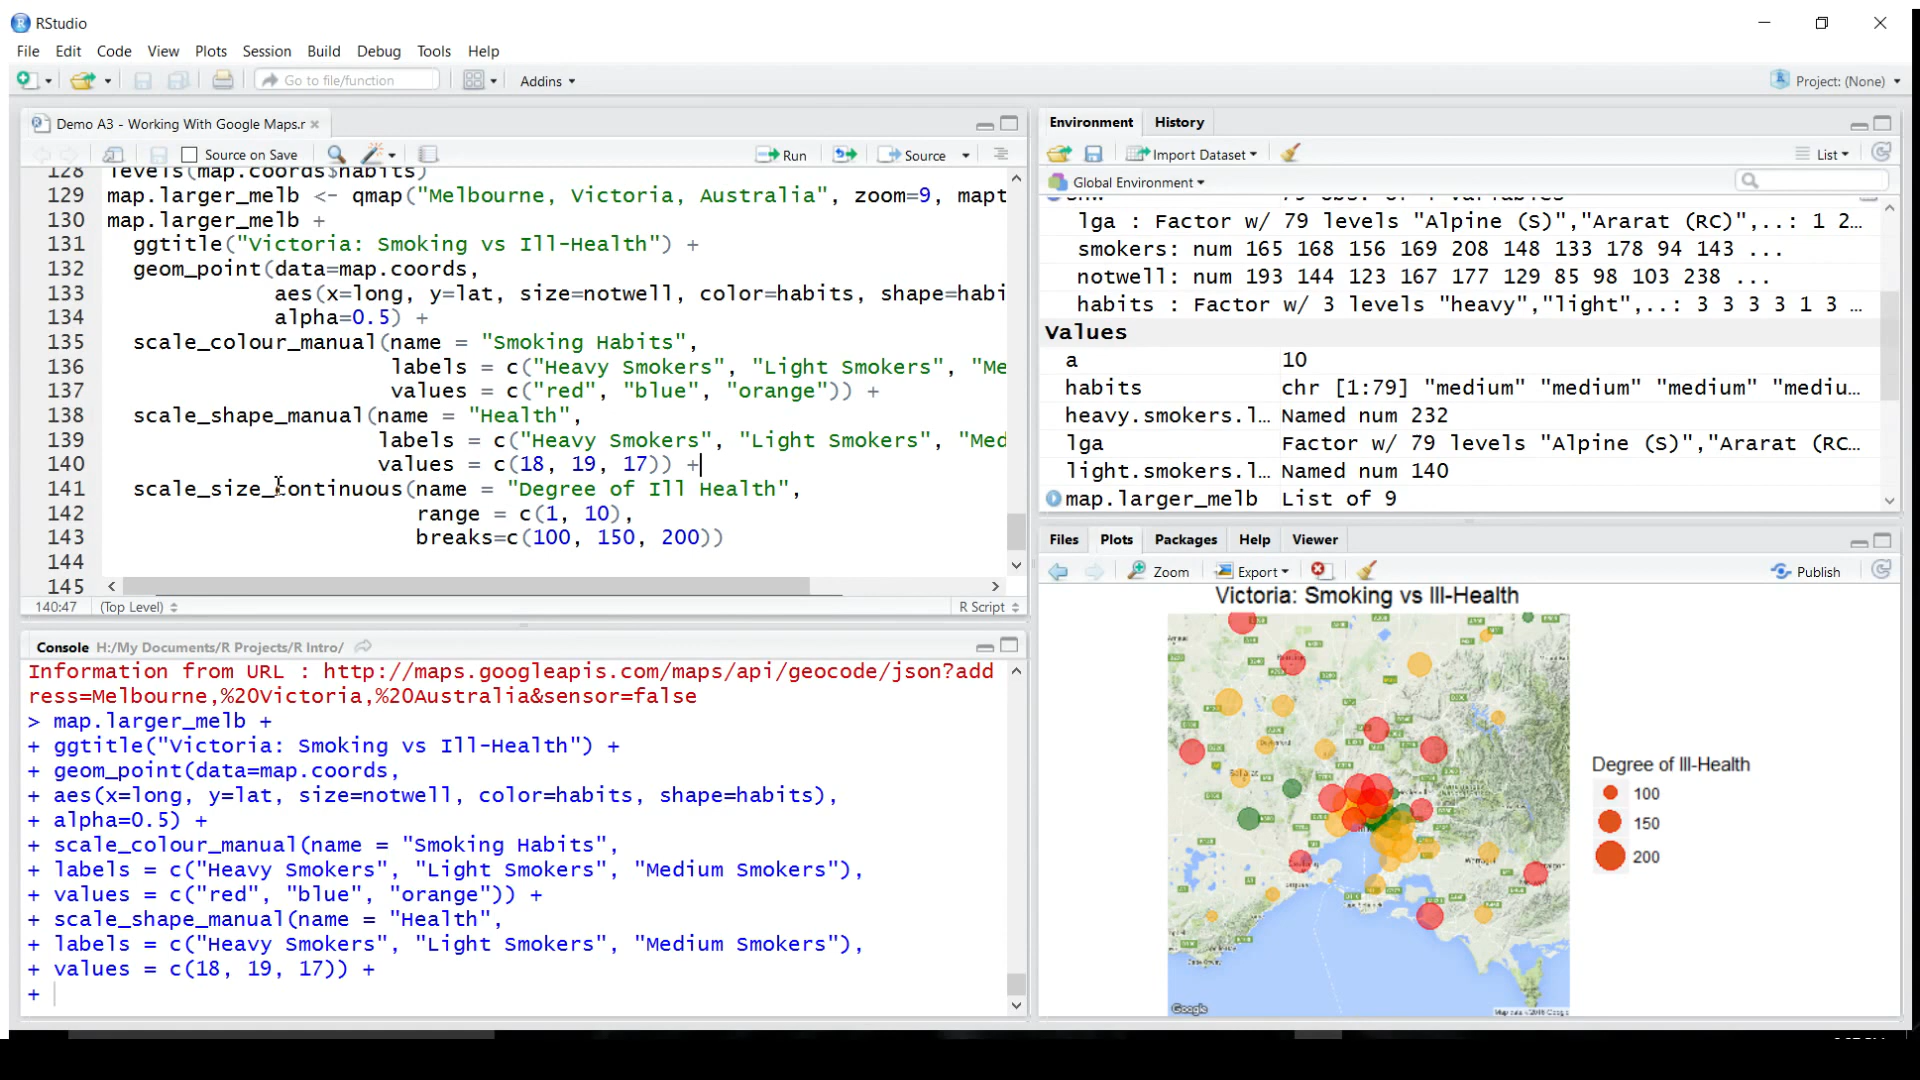 RStudio
File Edit Code View Plots Session Build Debug Tools Help
Go to file/function Addins Project: (None)
Demo A3 - Working With Google Maps.r
Source on Save Run Source
128 levels(map.coords$habits)
129 map.larger_melb <- qmap("Melbourne, Victoria, Australia", zoom=9, mapt
130 map.larger_melb +
131 ggtitle("Victoria: Smoking vs Ill-Health") +
132 geom_point(data=map.coords,
133 aes(x=long, y=lat, size=notwell, color=habits, shape=habi
134 alpha=0.5) +
135 scale_colour_manual(name = "Smoking Habits",
136 labels = c("Heavy Smokers", "Light Smokers", "Me
137 values = c("red", "blue", "orange")) +
138 scale_shape_manual(name = "Health",
139 labels = c("Heavy Smokers", "Light Smokers", "Med
140 values = c(18, 19, 17)) +
141 scale_size_continuous(name = "Degree of Ill Health",
142 range = c(1, 10),
143 breaks=c(100, 150, 200))
144
145
140:47 (Top Level) R Script
Console H:/My Documents/R Projects/R Intro/
Information from URL : http://maps.googleapis.com/maps/api/geocode/json?add
ress=Melbourne,%20Victoria,%20Australia&sensor=false
> map.larger_melb +
+ ggtitle("Victoria: Smoking vs Ill-Health") +
+ geom_point(data=map.coords,
+ aes(x=long, y=lat, size=notwell, color=habits, shape=habits),
+ alpha=0.5) +
+ scale_colour_manual(name = "Smoking Habits",
+ labels = c("Heavy Smokers", "Light Smokers", "Medium Smokers"),
+ values = c("red", "blue", "orange")) +
+ scale_shape_manual(name = "Health",
+ labels = c("Heavy Smokers", "Light Smokers", "Medium Smokers"),
+ values = c(18, 19, 17)) +
+
Environment History
Import Dataset List
Global Environment
lga : Factor w/ 79 levels "Alpine (S)","Ararat (RC)",..: 1 2…
smokers: num 165 168 156 169 208 148 133 178 94 143 ...
notwell: num 193 144 123 167 177 129 85 98 103 238 ...
habits : Factor w/ 3 levels "heavy","light",..: 3 3 3 3 1 3 …
Values
a 10
habits chr [1:79] "medium" "medium" "medium" "mediu…
heavy.smokers.l… Named num 232
lga Factor w/ 79 levels "Alpine (S)","Ararat (RC…
light.smokers.l… Named num 140
map.larger_melb List of 9
Files Plots Packages Help Viewer
Zoom Export Publish
Victoria: Smoking vs Ill-Health
Degree of Ill-Health
100
150
200
Google